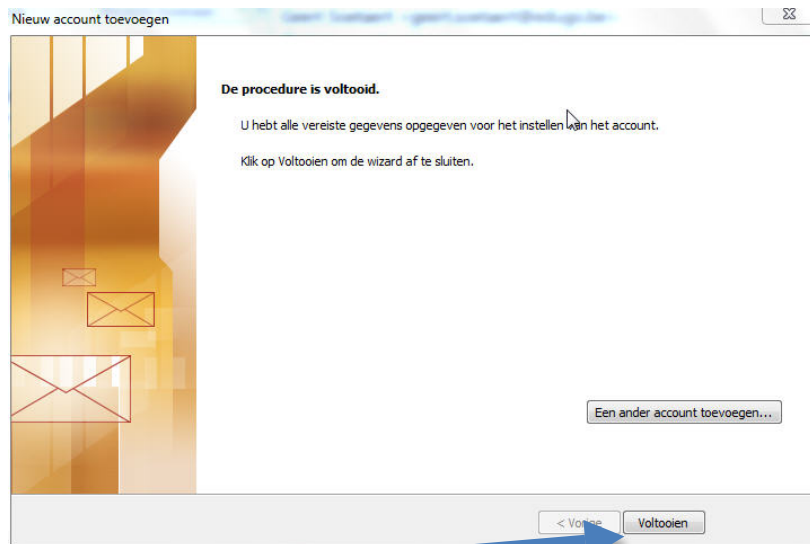 Nieuw account toevoegen
De procedure is voltooid.
U hebt alle vereiste gegevens opgegeven voor het instellen van het account.
Klik op Voltooien om de wizard af te sluiten.
Een ander account toevoegen...
< Vorige
Voltooien